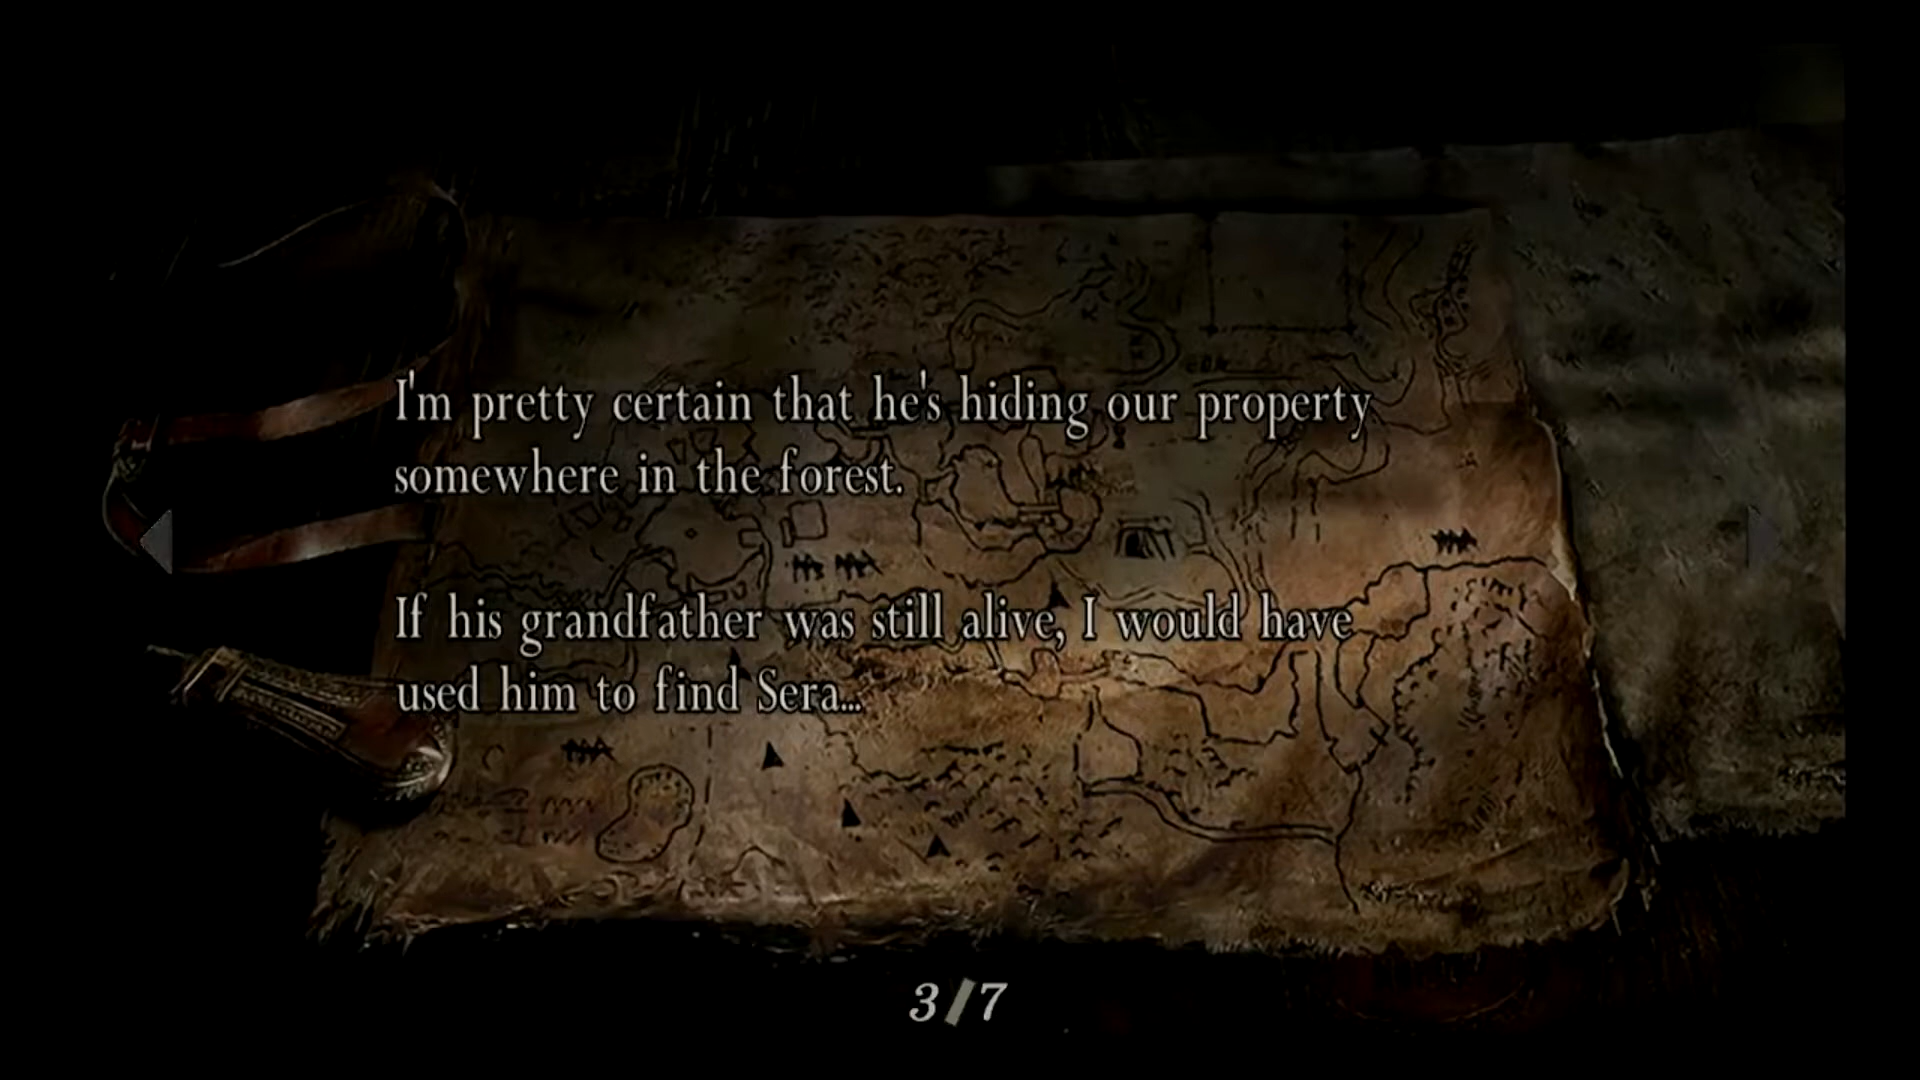 I'm pretty certain that he's hiding our property
somewhere in the forest.
If his grandfather was still alive, I would have
used him to find Sera...
3/7